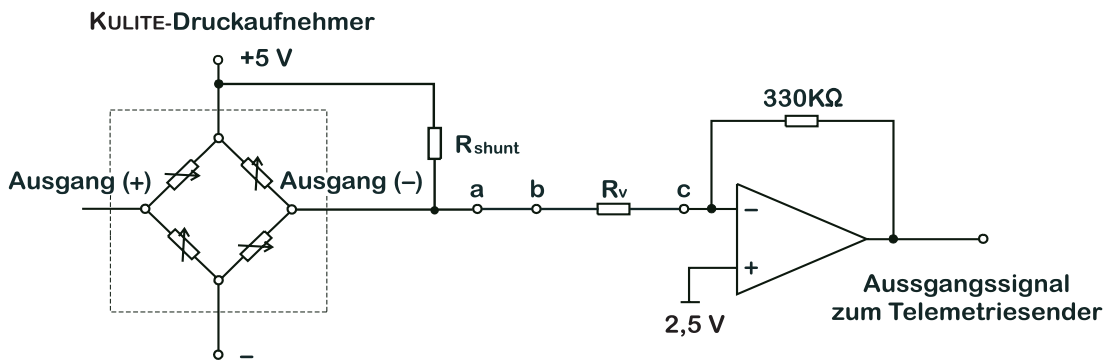 KULITE-Druckaufnehmer
+5 V
330KΩ
Rshunt
Ausgang (+)
Ausgang (–)
a
b
Rv
c
–
+
2,5 V
Aussgangssignal
zum Telemetriesender
–